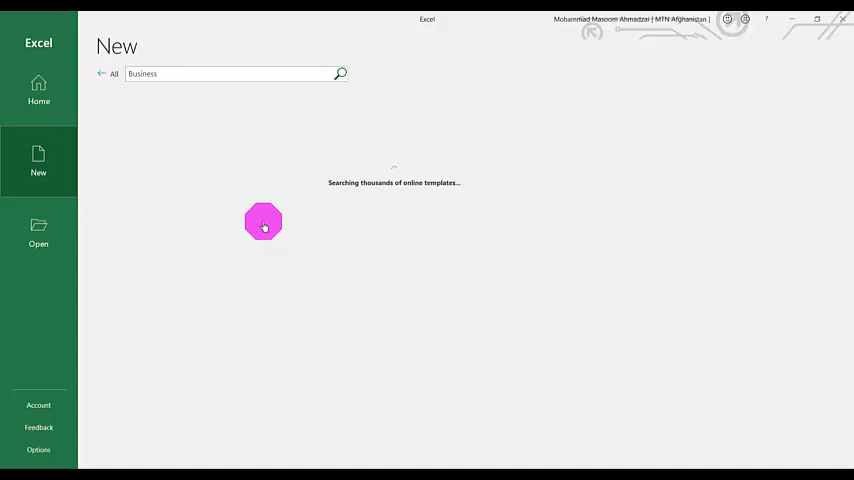 Excel
Mohammad Masoom Ahmadzai | MTN Afghanistan |
?
Excel
New
All
Business
Home
Searching thousands of online templates...
New
Open
Account
Feedback
Options